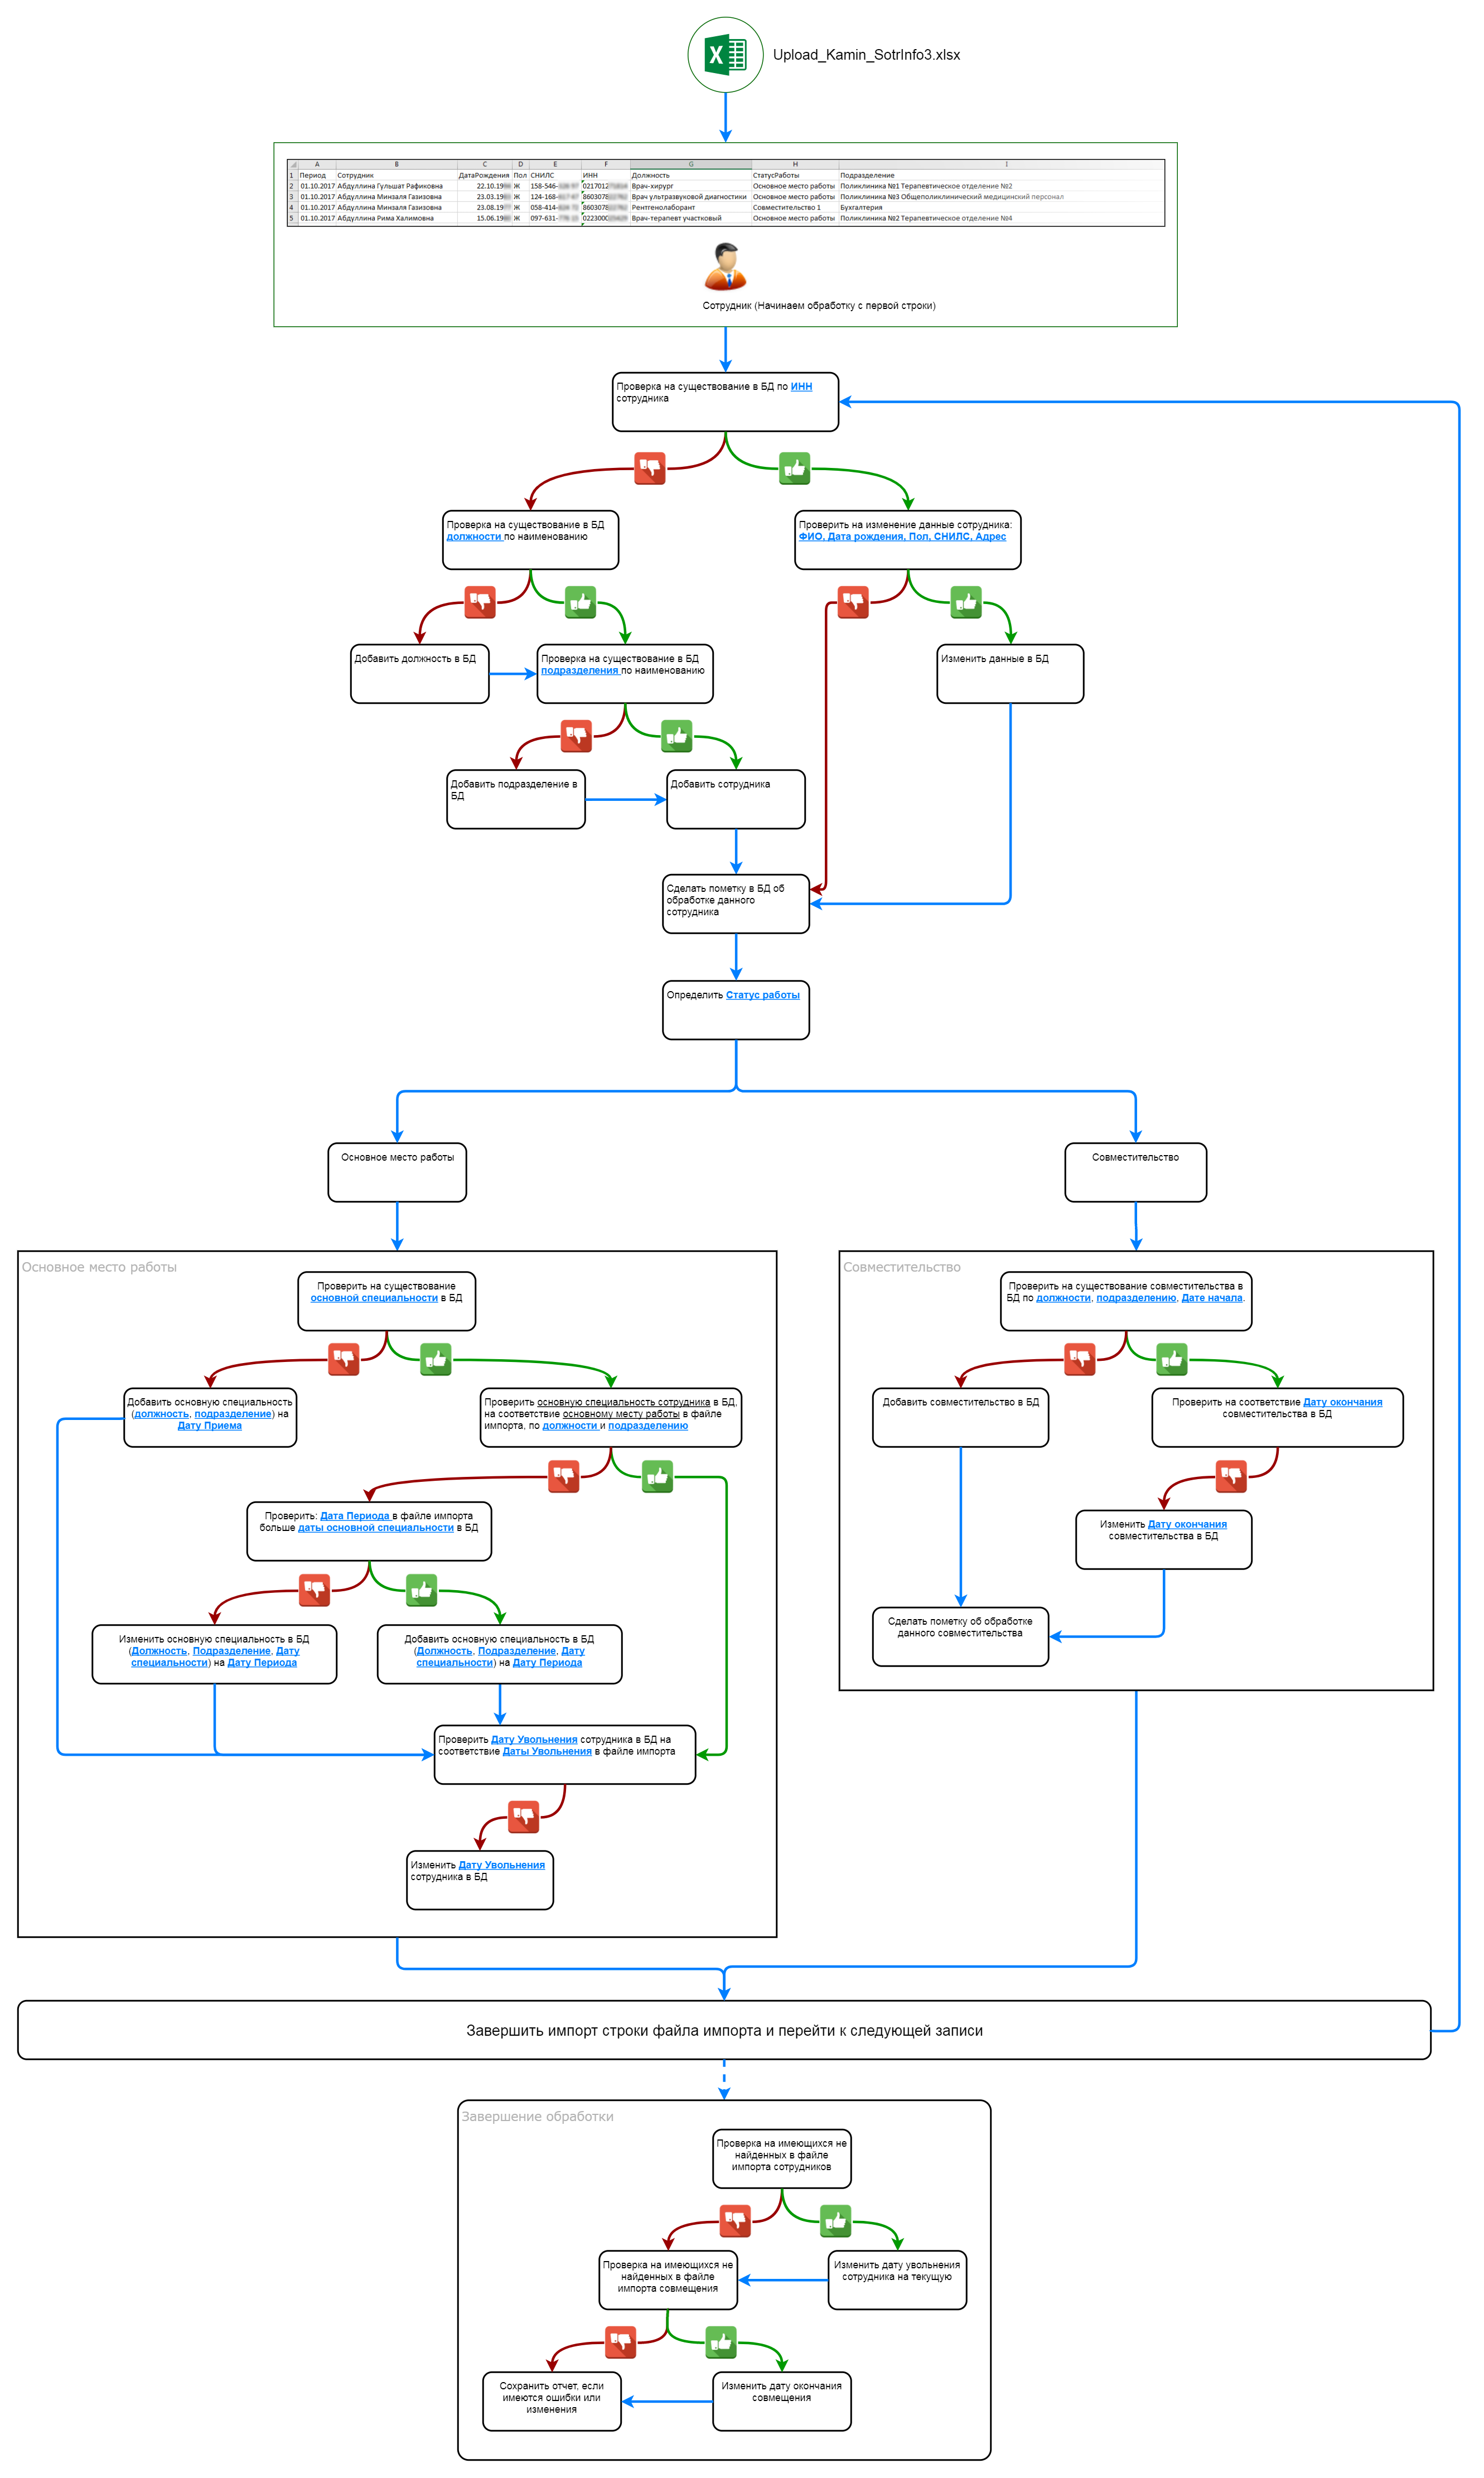 Upload_Kamin_SotrInfo3.xlsx
A B C D E F G H I
1 Период Сотрудник ДатаРождения Пол СНИЛС ИНН Должность СтатусРаботы Подразделение
2 01.10.2017 Абдуллина Гульшат Рафиковна 22.10.19 Ж 158-546- 0217012 Врач-хирург Основное место работы Поликлиника №1 Терапевтическое отделение №2
3 01.10.2017 Абдуллина Минзаля Газизовна 23.03.19 Ж 124-168- 8603078 Врач ультразвуковой диагностики Основное место работы Поликлиника №3 Общеполиклинический медицинский персонал
4 01.10.2017 Абдуллина Минзаля Газизовна 23.08.19 Ж 058-414- 8603078 Рентгенолаборант Совместительство 1 Бухгалтерия
5 01.10.2017 Абдуллина Рима Халимовна 15.06.19 Ж 097-631- 0223000 Врач-терапевт участковый Основное место работы Поликлиника №2 Терапевтическое отделение №4
Сотрудник (Начинаем обработку с первой строки)
Проверка на существование в БД по ИНН
сотрудника
Проверка на существование в БД
должности по наименованию
Проверить на изменение данные сотрудника:
ФИО, Дата рождения, Пол, СНИЛС, Адрес
Добавить должность в БД
Проверка на существование в БД
подразделения по наименованию
Изменить данные в БД
Добавить подразделение в
БД
Добавить сотрудника
Сделать пометку в БД об
обработке данного
сотрудника
Определить Статус работы
Основное место работы
Совместительство
Основное место работы
Проверить на существование
основной специальности в БД
Добавить основную специальность
(должность, подразделение) на
Дату Приема
Проверить основную специальность сотрудника в БД,
на соответствие основному месту работы в файле
импорта, по должности и подразделению
Проверить: Дата Периода в файле импорта
больше даты основной специальности в БД
Изменить основную специальность в БД
(Должность, Подразделение, Дату
специальности) на Дату Периода
Добавить основную специальность в БД
(Должность, Подразделение, Дату
специальности) на Дату Периода
Проверить Дату Увольнения сотрудника в БД на
соответствие Даты Увольнения в файле импорта
Изменить Дату Увольнения
сотрудника в БД
Совместительство
Проверить на существование совместительства в
БД по должности, подразделению, Дате начала.
Добавить совместительство в БД
Проверить на соответствие Дату окончания
совместительства в БД
Изменить Дату окончания
совместительства в БД
Сделать пометку об обработке
данного совместительства
Завершить импорт строки файла импорта и перейти к следующей записи
Завершение обработки
Проверка на имеющихся не
найденных в файле
импорта сотрудников
Проверка на имеющихся не
найденных в файле
импорта совмещения
Изменить дату увольнения
сотрудника на текущую
Сохранить отчет, если
имеются ошибки или
изменения
Изменить дату окончания
совмещения